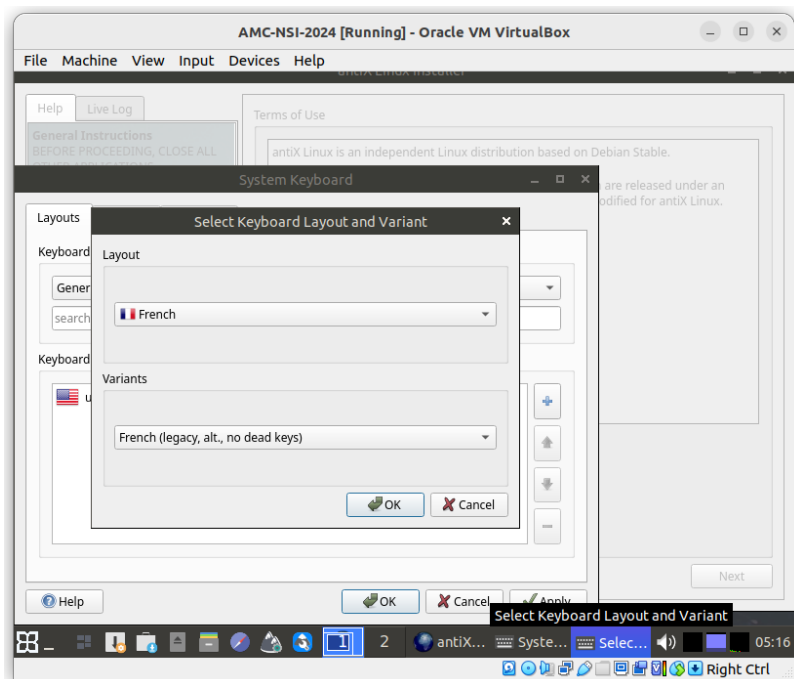 AMC-NSI-2024 [Running] - Oracle VM VirtualBox
File Machine View Input Devices Help
antiX Linux Installer
Help Live Log
Terms of Use
General Instructions
BEFORE PROCEEDING, CLOSE ALL
antiX Linux is an independent Linux distribution based on Debian Stable.
System Keyboard
are released under an
odified for antiX Linux.
Layouts
Select Keyboard Layout and Variant
Keyboard
Layout
Gener
French
search
Keyboard
Variants
u
French (legacy, alt., no dead keys)
OK Cancel
Next
Help OK Cancel Apply
Select Keyboard Layout and Variant
1 2 antiX... Syste... Selec... 05:16
Right Ctrl